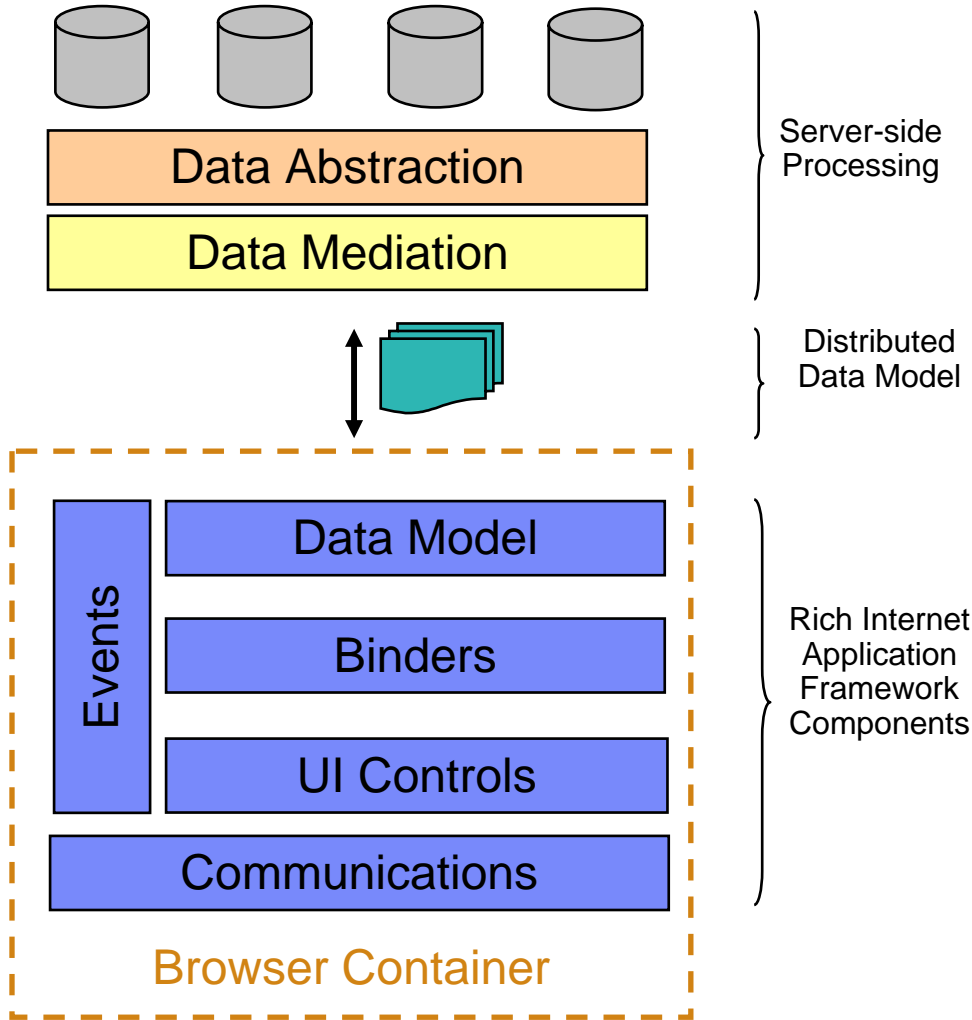 Data Abstraction
Data Mediation
Server-side
Processing
Distributed
Data Model
Events
Data Model
Binders
UI Controls
Communications
Rich Internet
Application
Framework
Components
Browser Container